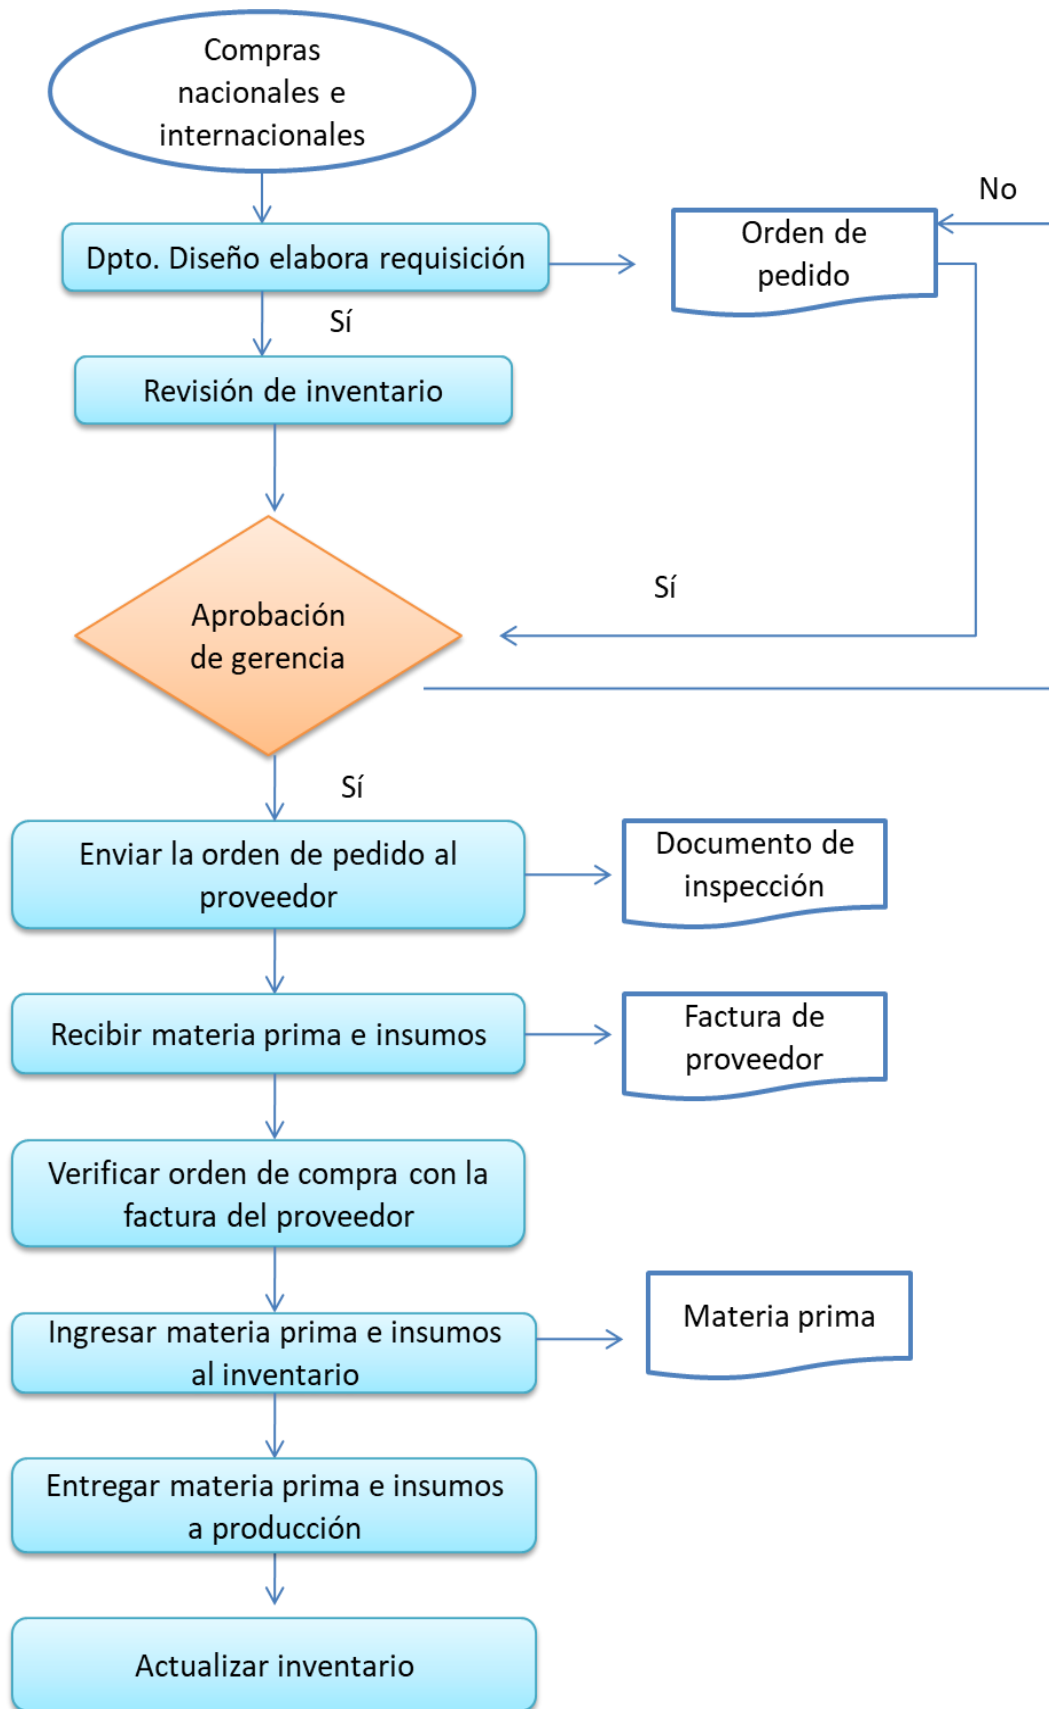 Compras
nacionales e
internacionales
No
Dpto. Diseño elabora requisición
Orden de
pedido
Sí
Revisión de inventario
Sí
Aprobación
de gerencia
Sí
Enviar la orden de pedido al
proveedor
Documento de
inspección
Recibir materia prima e insumos
Factura de
proveedor
Verificar orden de compra con la
factura del proveedor
Ingresar materia prima e insumos
al inventario
Materia prima
Entregar materia prima e insumos
a producción
Actualizar inventario